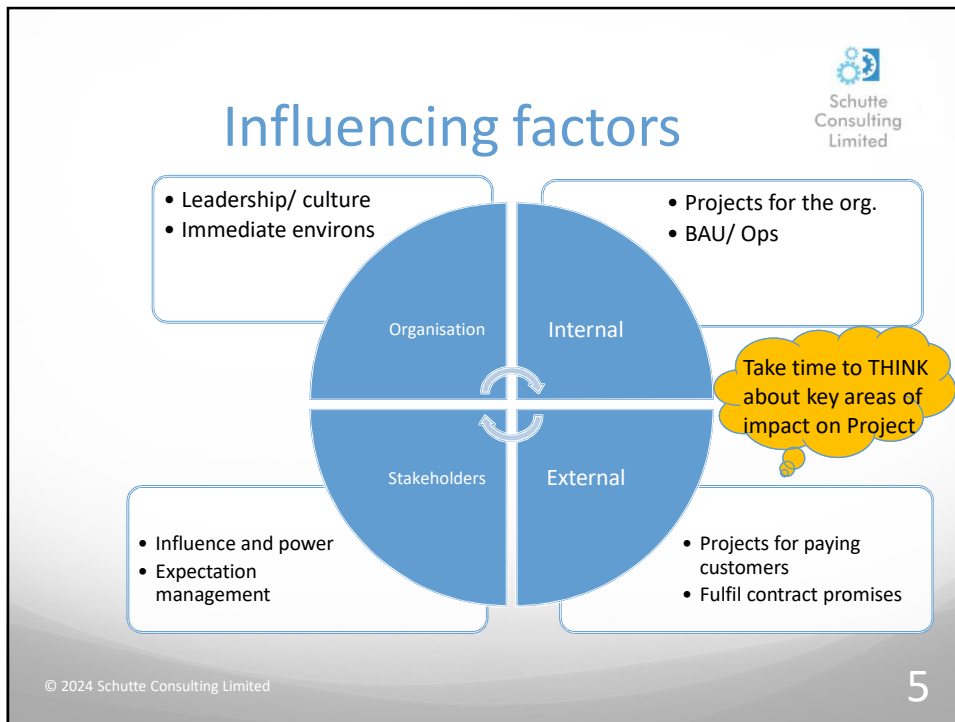 Schutte
Consulting
Limited
Influencing factors
• Leadership/ culture
• Immediate environs
• Projects for the org.
• BAU/ Ops
Organisation
Internal
Take time to THINK
about key areas of
impact on Project
Stakeholders
External
• Influence and power
• Expectation
management
• Projects for paying
customers
• Fulfil contract promises
© 2024 Schutte Consulting Limited
5